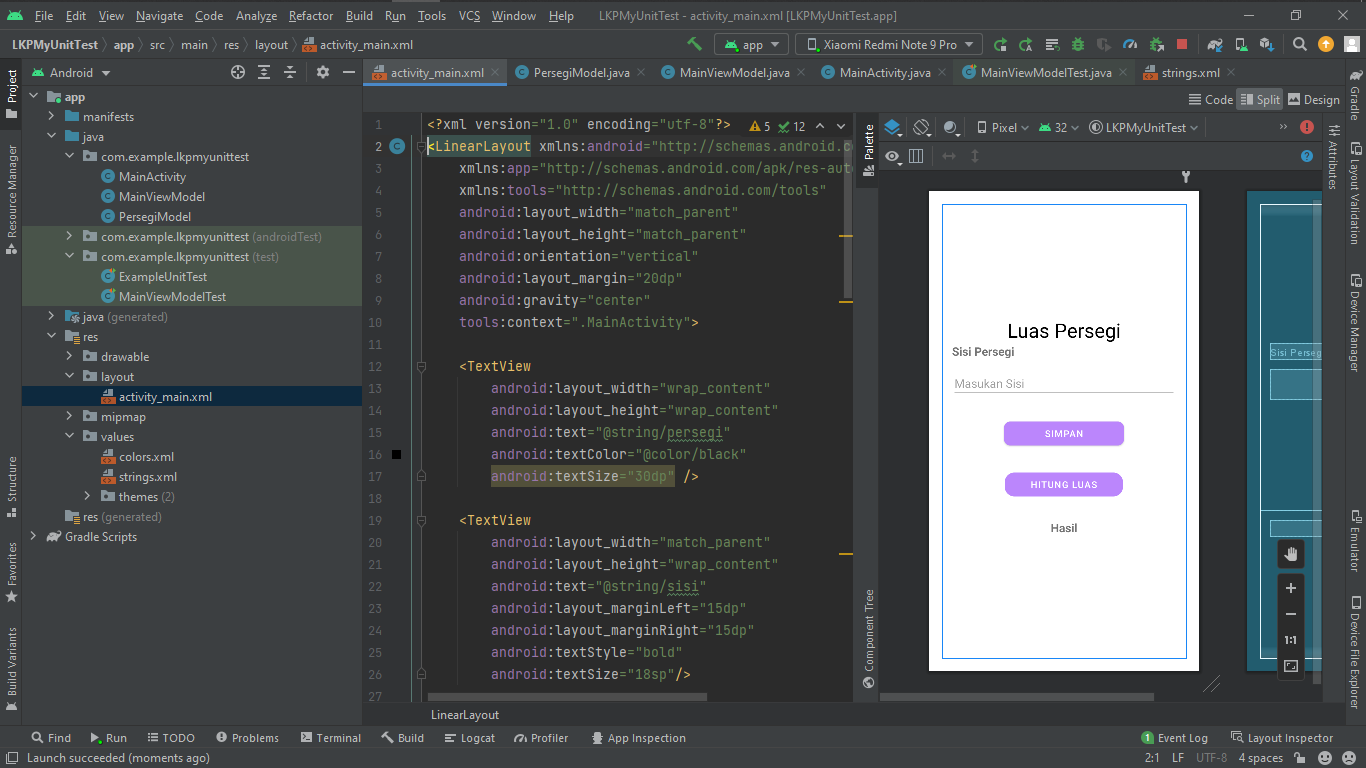 File Edit View Navigate Code Analyze Refactor Build Run Tools VCS Window Help LKPMyUnitTest - activity_main.xml [LKPMyUnitTest.app]
LKPMyUnitTest app src main res layout activity_main.xml app Xiaomi Redmi Note 9 Pro
Android
activity_main.xml PersegiModel.java MainViewModel.java MainActivity.java MainViewModelTest.java strings.xml
Code Split Design
Project
Resource Manager
Structure
Favorites
Build Variants
app
manifests
java
com.example.lkpmyunittest
MainActivity
MainViewModel
PersegiModel
com.example.lkpmyunittest (androidTest)
com.example.lkpmyunittest (test)
ExampleUnitTest
MainViewModelTest
java (generated)
res
drawable
layout
activity_main.xml
mipmap
values
colors.xml
strings.xml
themes (2)
res (generated)
Gradle Scripts
5 12
1 <?xml version="1.0" encoding="utf-8"?>
2 <LinearLayout xmlns:android="http://schemas.android.c
3 xmlns:app="http://schemas.android.com/apk/res-aut
4 xmlns:tools="http://schemas.android.com/tools"
5 android:layout_width="match_parent"
6 android:layout_height="match_parent"
7 android:orientation="vertical"
8 android:layout_margin="20dp"
9 android:gravity="center"
10 tools:context=".MainActivity">
11
12 <TextView
13 android:layout_width="wrap_content"
14 android:layout_height="wrap_content"
15 android:text="@string/persegi"
16 android:textColor="@color/black"
17 android:textSize="30dp" />
18
19 <TextView
20 android:layout_width="match_parent"
21 android:layout_height="wrap_content"
22 android:text="@string/sisi"
23 android:layout_marginLeft="15dp"
24 android:layout_marginRight="15dp"
25 android:textStyle="bold"
26 android:textSize="18sp"/>
27
LinearLayout
Palette
Component Tree
Pixel 32 LKPMyUnitTest
Luas Persegi
Sisi Persegi
Masukan Sisi
SIMPAN
HITUNG LUAS
Hasil
Sisi Perseg
1:1
Attributes
Gradle
Layout Validation
Device Manager
Emulator
Device File Explorer
Find Run TODO Problems Terminal Build Logcat Profiler App Inspection 1 Event Log Layout Inspector
Launch succeeded (moments ago) 2:1 LF UTF-8 4 spaces